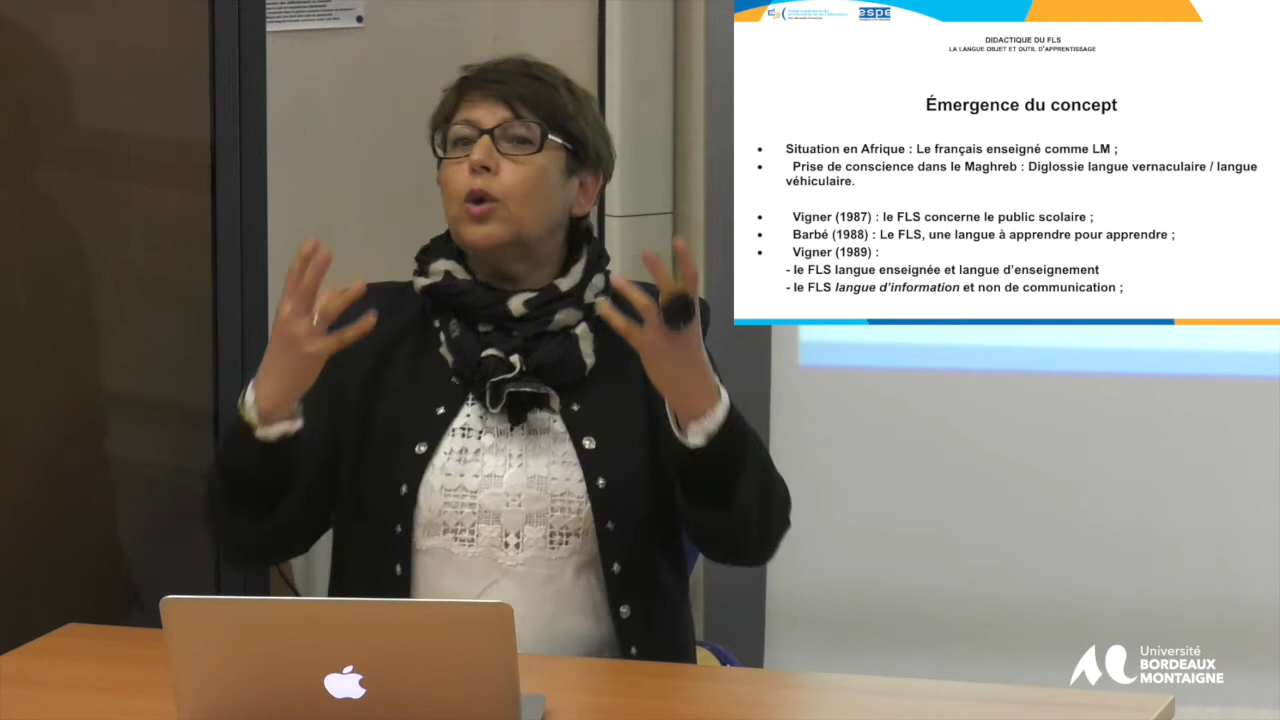 espe
DIDACTIQUE DU FLS
LA LANGUE OBJET ET OUTIL D'APPRENTISSAGE
Émergence du concept
• Situation en Afrique : Le français enseigné comme LM ;
• Prise de conscience dans le Maghreb : Diglossie langue vernaculaire / langue
véhiculaire.
• Vigner (1987) : le FLS concerne le public scolaire ;
• Barbé (1988) : Le FLS, une langue à apprendre pour apprendre ;
• Vigner (1989) :
- le FLS langue enseignée et langue d'enseignement
- le FLS langue d'information et non de communication ;
Université
BORDEAUX
MONTAIGNE